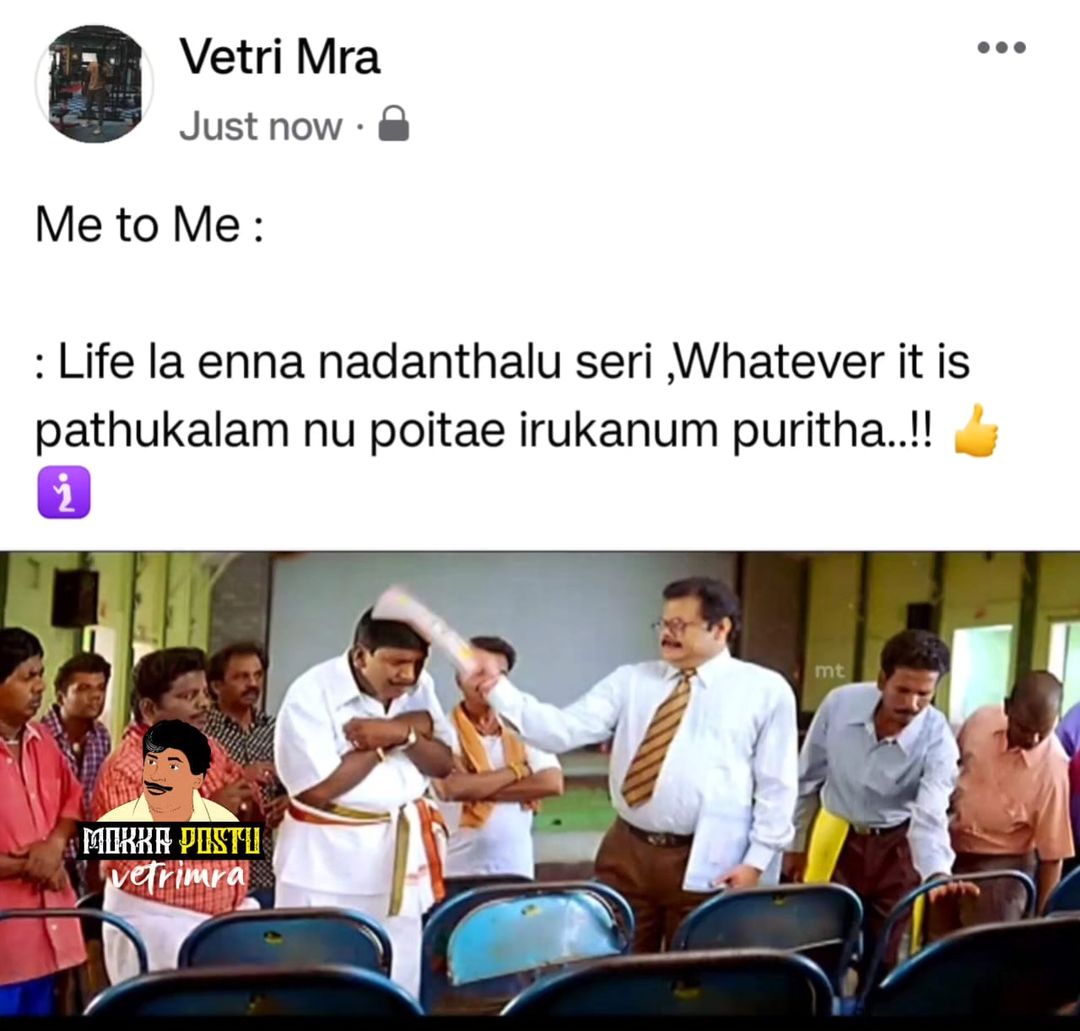 Vetri Mra
Just now ·
Me to Me :
: Life la enna nadanthalu seri ,Whatever it is
pathukalam nu poitae irukanum puritha..!! 👍
mt
MOKKA POSTU
vetrimra